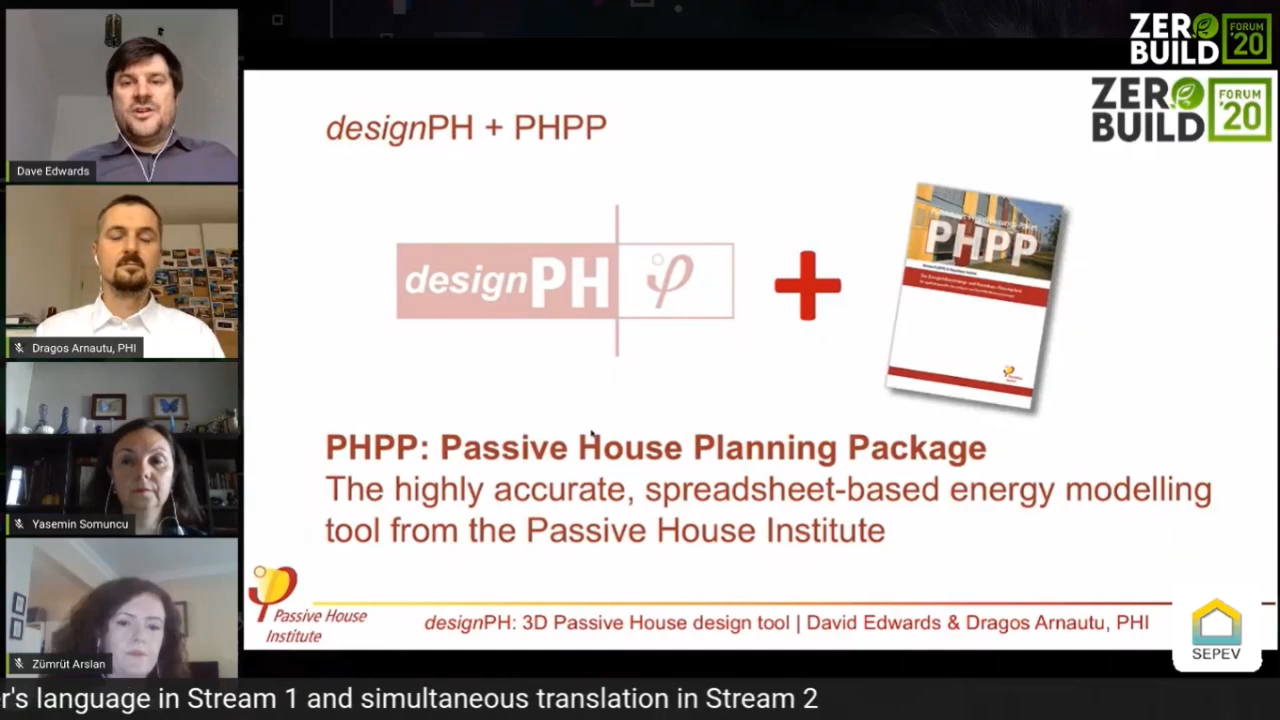 ZERO BUILD FORUM '20
ZERO BUILD FORUM '20
designPH + PHPP
designPH
PHPP
PHPP: Passive House Planning Package
The highly accurate, spreadsheet-based energy modelling
tool from the Passive House Institute
Passive House
Institute
designPH: 3D Passive House design tool | David Edwards & Dragos Arnautu, PHI
SEPEV
Dave Edwards
Dragos Arnautu, PHI
Yasemin Somuncu
Zümrüt Arslan
r's language in Stream 1 and simultaneous translation in Stream 2